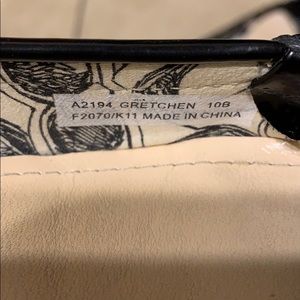 A2194 GRETCHEN 10B
F2070/K11 MADE IN CHINA